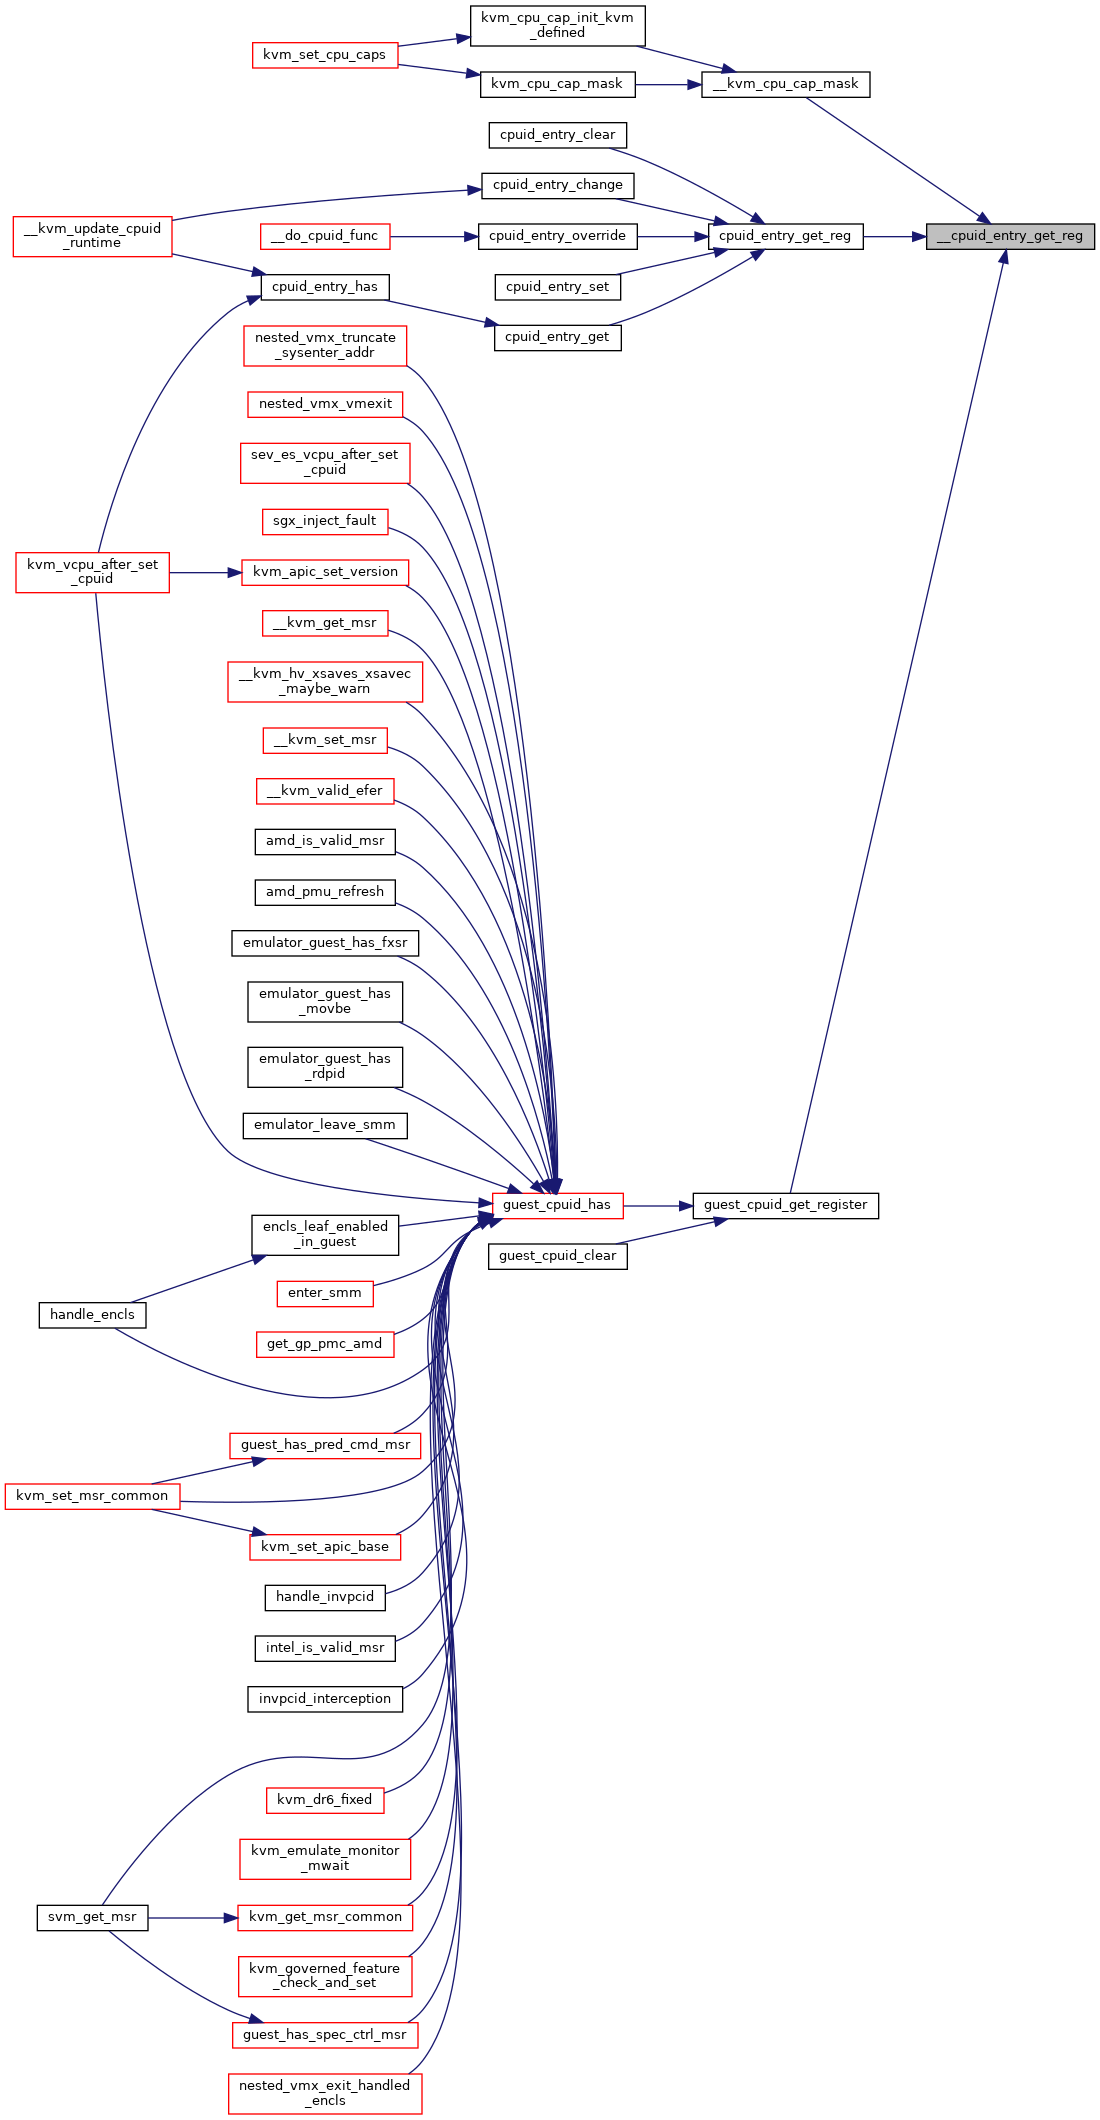 kvm_cpu_cap_init_kvm
_defined
kvm_set_cpu_caps
kvm_cpu_cap_mask
__kvm_cpu_cap_mask
cpuid_entry_clear
cpuid_entry_change
__kvm_update_cpuid
_runtime
__do_cpuid_func
cpuid_entry_override
cpuid_entry_get_reg
__cpuid_entry_get_reg
cpuid_entry_has
cpuid_entry_set
cpuid_entry_get
nested_vmx_truncate
_sysenter_addr
nested_vmx_vmexit
sev_es_vcpu_after_set
_cpuid
sgx_inject_fault
kvm_vcpu_after_set
_cpuid
kvm_apic_set_version
__kvm_get_msr
__kvm_hv_xsaves_xsavec
_maybe_warn
__kvm_set_msr
__kvm_valid_efer
amd_is_valid_msr
amd_pmu_refresh
emulator_guest_has_fxsr
emulator_guest_has
_movbe
emulator_guest_has
_rdpid
emulator_leave_smm
guest_cpuid_has
guest_cpuid_get_register
encls_leaf_enabled
_in_guest
guest_cpuid_clear
enter_smm
handle_encls
get_gp_pmc_amd
guest_has_pred_cmd_msr
kvm_set_msr_common
kvm_set_apic_base
handle_invpcid
intel_is_valid_msr
invpcid_interception
kvm_dr6_fixed
kvm_emulate_monitor
_mwait
svm_get_msr
kvm_get_msr_common
kvm_governed_feature
_check_and_set
guest_has_spec_ctrl_msr
nested_vmx_exit_handled
_encls